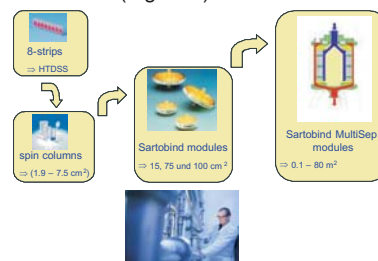 8-strips
⇒ HTDSS
spin columns
⇒ (1.9 – 7.5 cm²)
Sartobind modules
⇒ 15, 75 und 100 cm²
Sartobind MultiSep
modules
⇒ 0.1 – 80 m²